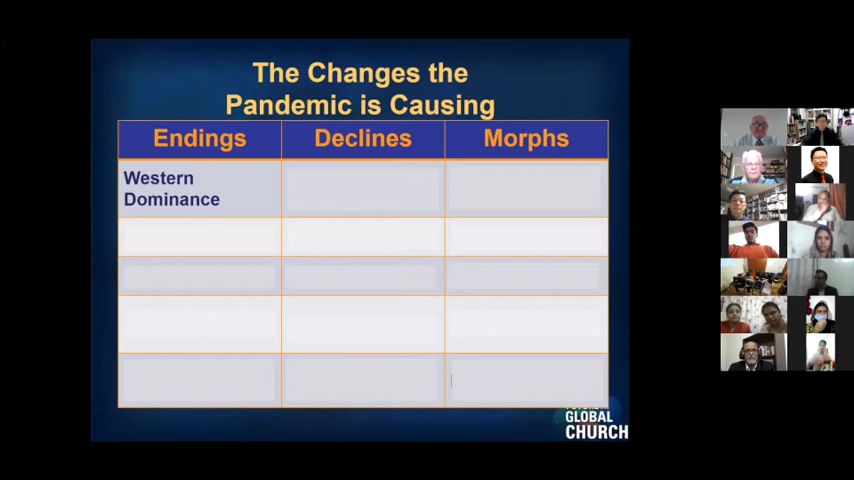 The Changes the
Pandemic is Causing
Endings Declines Morphs
Western
Dominance
GLOBAL
CHURCH